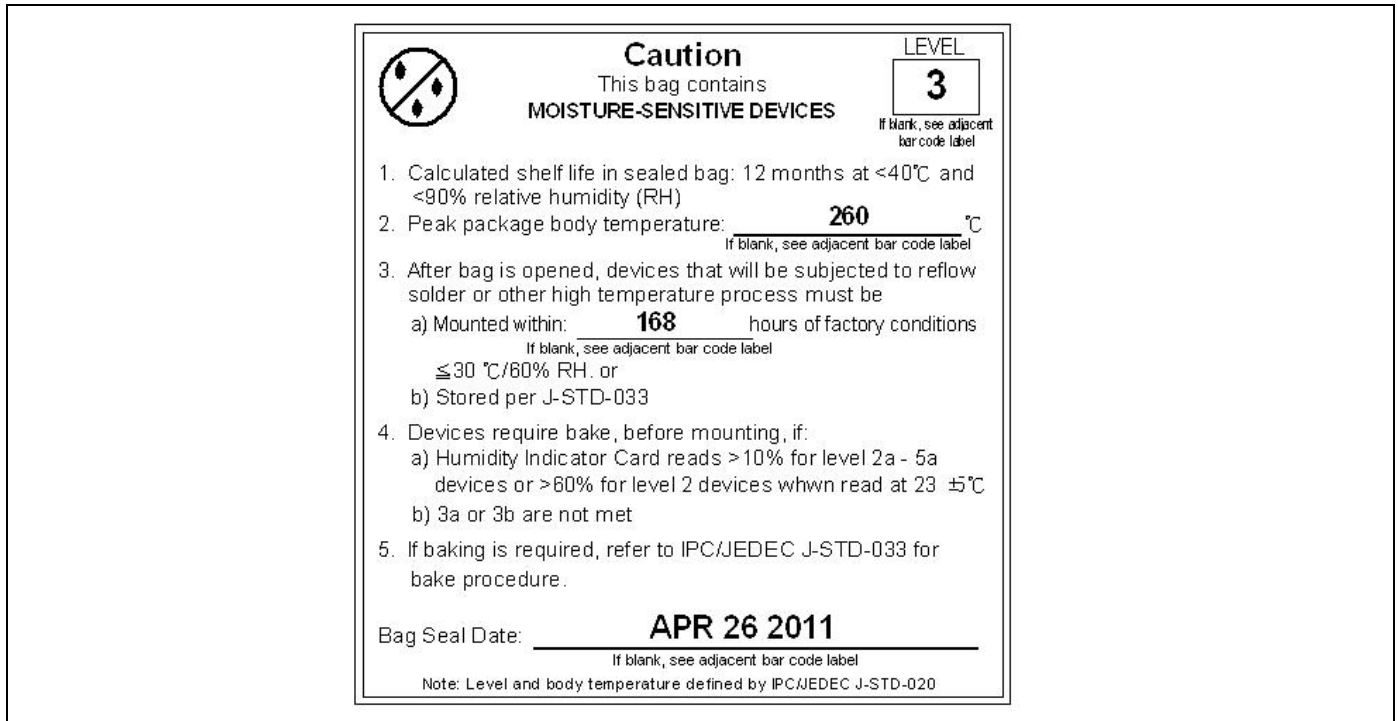 Caution
LEVEL
This bag contains
3
MOISTURE-SENSITIVE DEVICES
If blank, see adjacent
bar code label
1. Calculated shelf life in sealed bag: 12 months at <40℃ and
<90% relative humidity (RH)
2. Peak package body temperature: 260 ℃
If blank, see adjacent bar code label
3. After bag is opened, devices that will be subjected to reflow
solder or other high temperature process must be
a) Mounted within: 168 hours of factory conditions
If blank, see adjacent bar code label
≦30 ℃/60% RH. or
b) Stored per J-STD-033
4. Devices require bake, before mounting, if:
a) Humidity Indicator Card reads >10% for level 2a - 5a
devices or >60% for level 2 devices whwn read at 23 ±5℃
b) 3a or 3b are not met
5. If baking is required, refer to IPC/JEDEC J-STD-033 for
bake procedure.
Bag Seal Date: APR 26 2011
If blank, see adjacent bar code label
Note: Level and body temperature defined by IPC/JEDEC J-STD-020